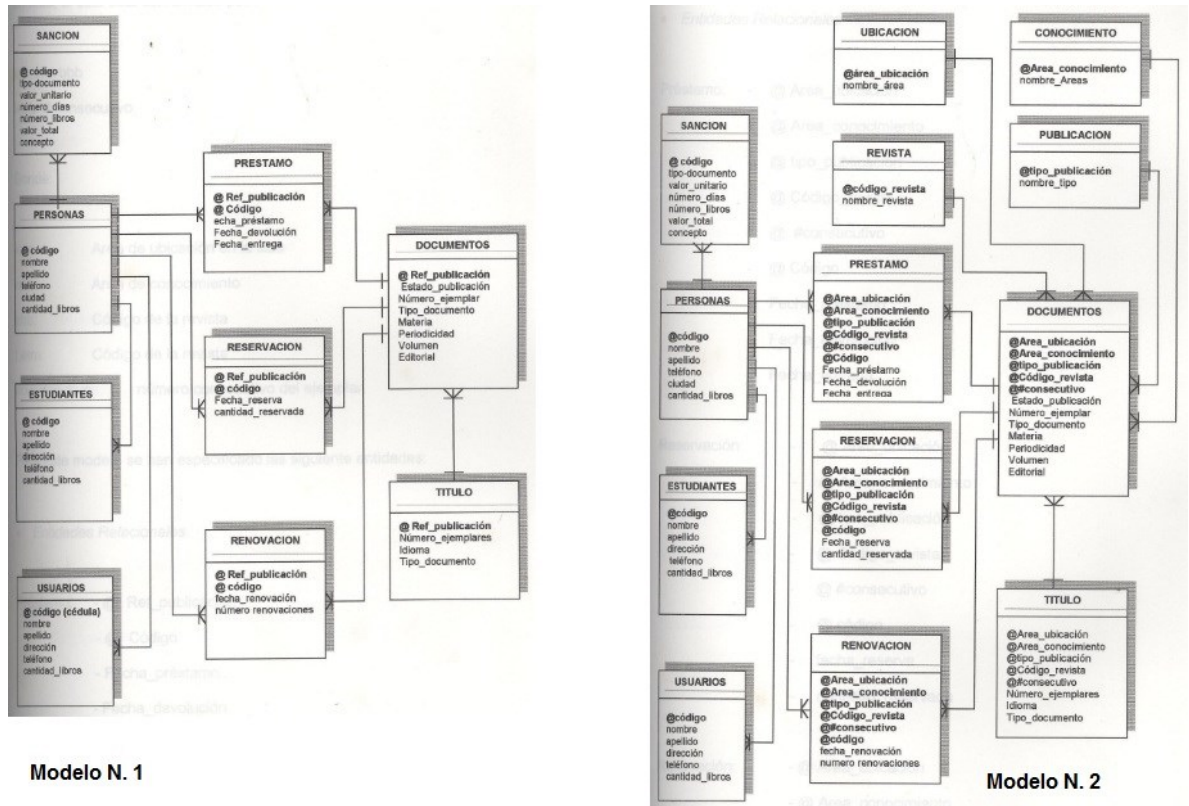 SANCION
@ código
tipo-documento
valor_unitario
número_días
número_libros
valor_total
concepto
PERSONAS
@ código
nombre
apellido
teléfono
ciudad
cantidad_libros
ESTUDIANTES
@ código
nombre
apellido
dirección
teléfono
cantidad_libros
USUARIOS
@ código (cédula)
nombre
apellido
dirección
teléfono
cantidad_libros
PRESTAMO
@ Ref_publicación
@ Código
echa_préstamo
Fecha_devolución
Fecha_entrega
RESERVACION
@ Ref_publicación
@ código
Fecha_reserva
cantidad_reservada
RENOVACION
@ Ref_publicación
@ código
fecha_renovación
número renovaciones
DOCUMENTOS
@ Ref_publicación
Estado_publicación
Número_ejemplar
Tipo_documento
Materia
Periodicidad
Volumen
Editorial
TITULO
@ Ref_publicación
Número_ejemplares
Idioma
Tipo_documento
Modelo N. 1
UBICACION
@área_ubicación
nombre_área
CONOCIMIENTO
@Area_conocimiento
nombre_Areas
SANCION
@ código
tipo-documento
valor_unitario
número_días
número_libros
valor_total
concepto
REVISTA
@código_revista
nombre_revista
PUBLICACION
@tipo_publicación
nombre_tipo
PERSONAS
@código
nombre
apellido
teléfono
ciudad
cantidad_libros
PRESTAMO
@Area_ubicación
@Area_conocimiento
@tipo_publicación
@Código_revista
@#consecutivo
@Código
Fecha_préstamo
Fecha_devolución
Fecha_entrega
DOCUMENTOS
@Area_ubicación
@Area_conocimiento
@tipo_publicación
@Código_revista
@#consecutivo
Estado_publicación
Número_ejemplar
Tipo_documento
Materia
Periodicidad
Volumen
Editorial
ESTUDIANTES
@código
nombre
apellido
dirección
teléfono
cantidad_libros
RESERVACION
@Area_ubicación
@Area_conocimiento
@tipo_publicación
@Código_revista
@#consecutivo
@código
Fecha_reserva
cantidad_reservada
USUARIOS
@código
nombre
apellido
dirección
teléfono
cantidad_libros
RENOVACION
@Area_ubicación
@Area_conocimiento
@tipo_publicación
@Código_revista
@#consecutivo
@código
fecha_renovación
numero renovaciones
TITULO
@Area_ubicación
@Area_conocimiento
@tipo_publicación
@Código_revista
@#consecutivo
Número_ejemplares
Idioma
Tipo_documento
Modelo N. 2